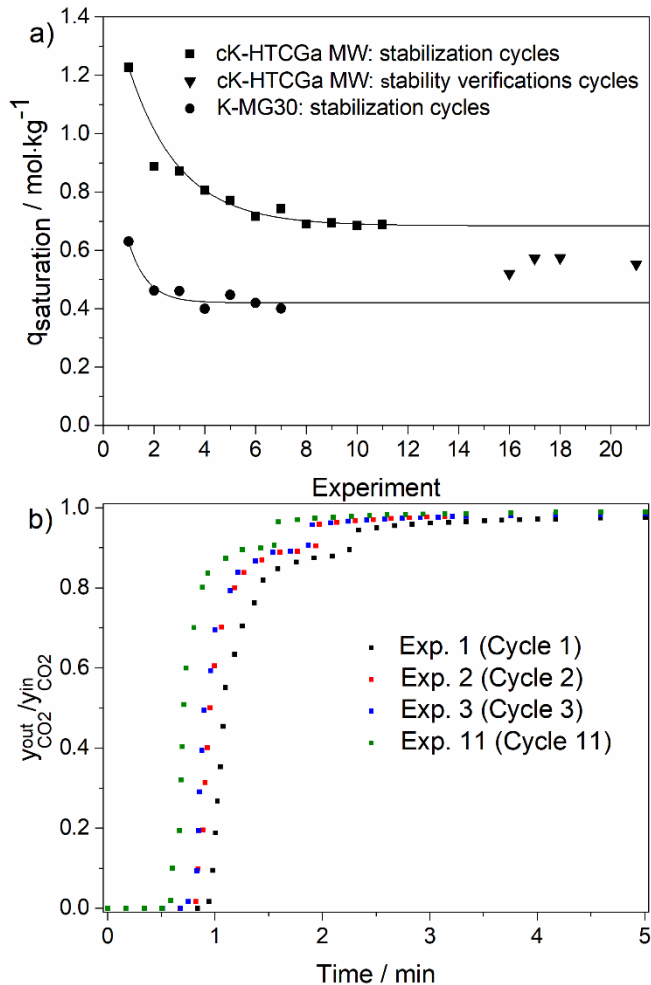 a)
cK-HTCGa MW: stabilization cycles
cK-HTCGa MW: stability verifications cycles
K-MG30: stabilization cycles
qsaturation / mol·kg⁻¹
1.4
1.2
1.0
0.8
0.6
0.4
0.2
0.0
0 2 4 6 8 10 12 14 16 18 20
Experiment
b)
1.0
0.8
0.6
0.4
0.2
0.0
y^out_CO2/y^in_CO2
Exp. 1 (Cycle 1)
Exp. 2 (Cycle 2)
Exp. 3 (Cycle 3)
Exp. 11 (Cycle 11)
0 1 2 3 4 5
Time / min